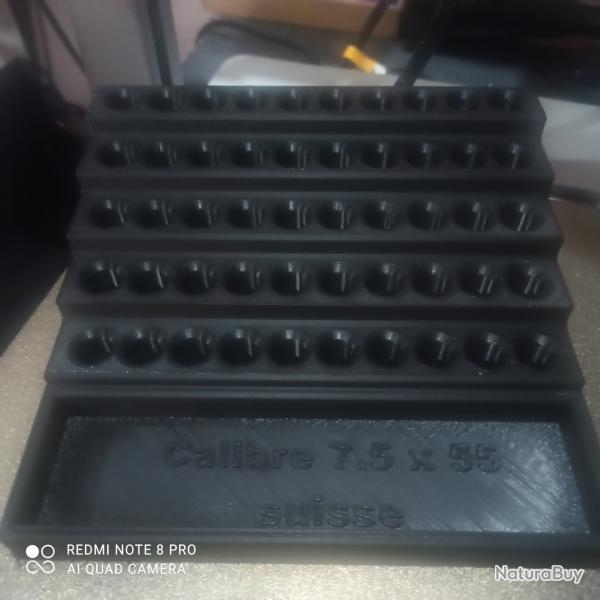 Calibre 7.5 x 55
suisse
REDMI NOTE 8 PRO
AI QUAD CAMERA
NaturaBuy